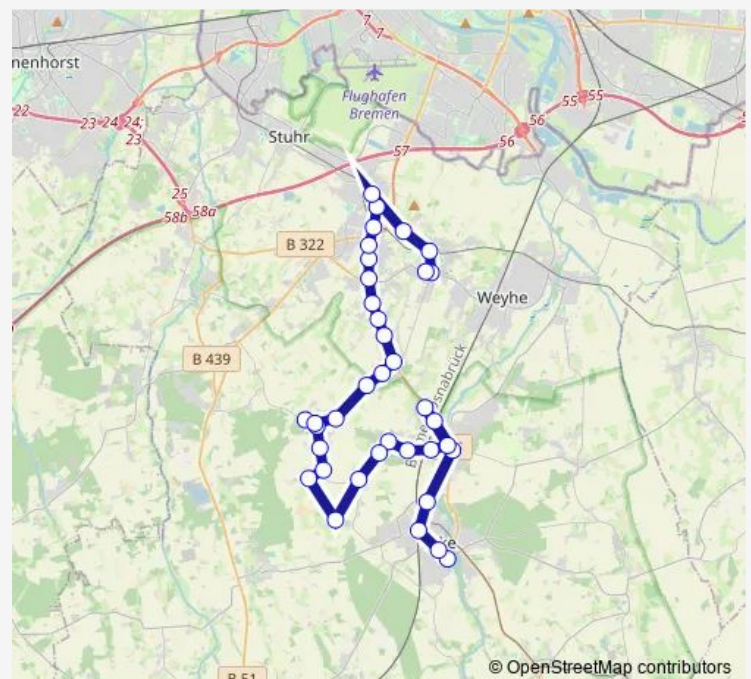 7
7
menhorst
Flughafen
Bremen
22
23
24
24;
23
55
55
56
56
Stuhr
57
25
58b
58a
B 322
Weyhe
B 439
Osnabrück
B 51
© OpenStreetMap contributors